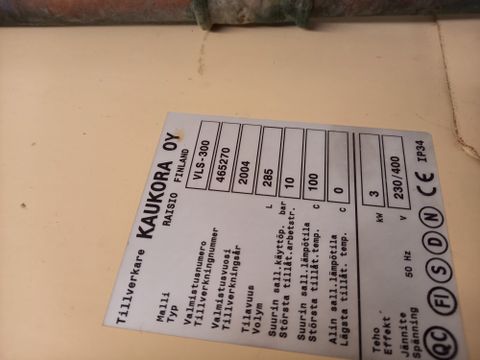 Tillverkare KAUKORA OY
RAISIO FINLAND
Malli
Typ VLS-300
Valmistusnumero
Tillverkningnummer 465270
Valmistusvuosi
Tillverkningsår 2004
Tilavuus
Volym L 285
Suurin sall.käyttöp. bar 10
Största tillåt.arbetstr.
Suurin sall.lämpötila
Största tillåt.temp. C 100
Alin sall.lämpötila
Lägsta tillåt. temp. C 0
Teho
Effekt kW 3
Jännite
Spänning 50 Hz V 230/400
QC FI S D N CE IP34